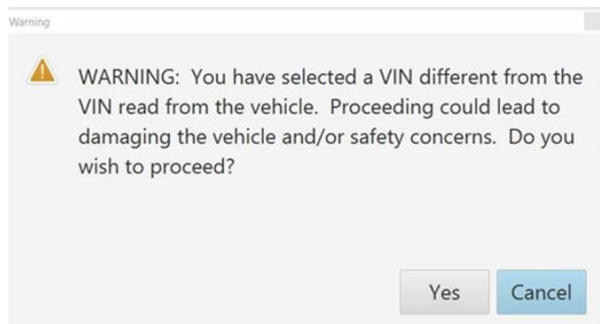 Warning
WARNING: You have selected a VIN different from the
VIN read from the vehicle. Proceeding could lead to
damaging the vehicle and/or safety concerns. Do you
wish to proceed?
Yes
Cancel